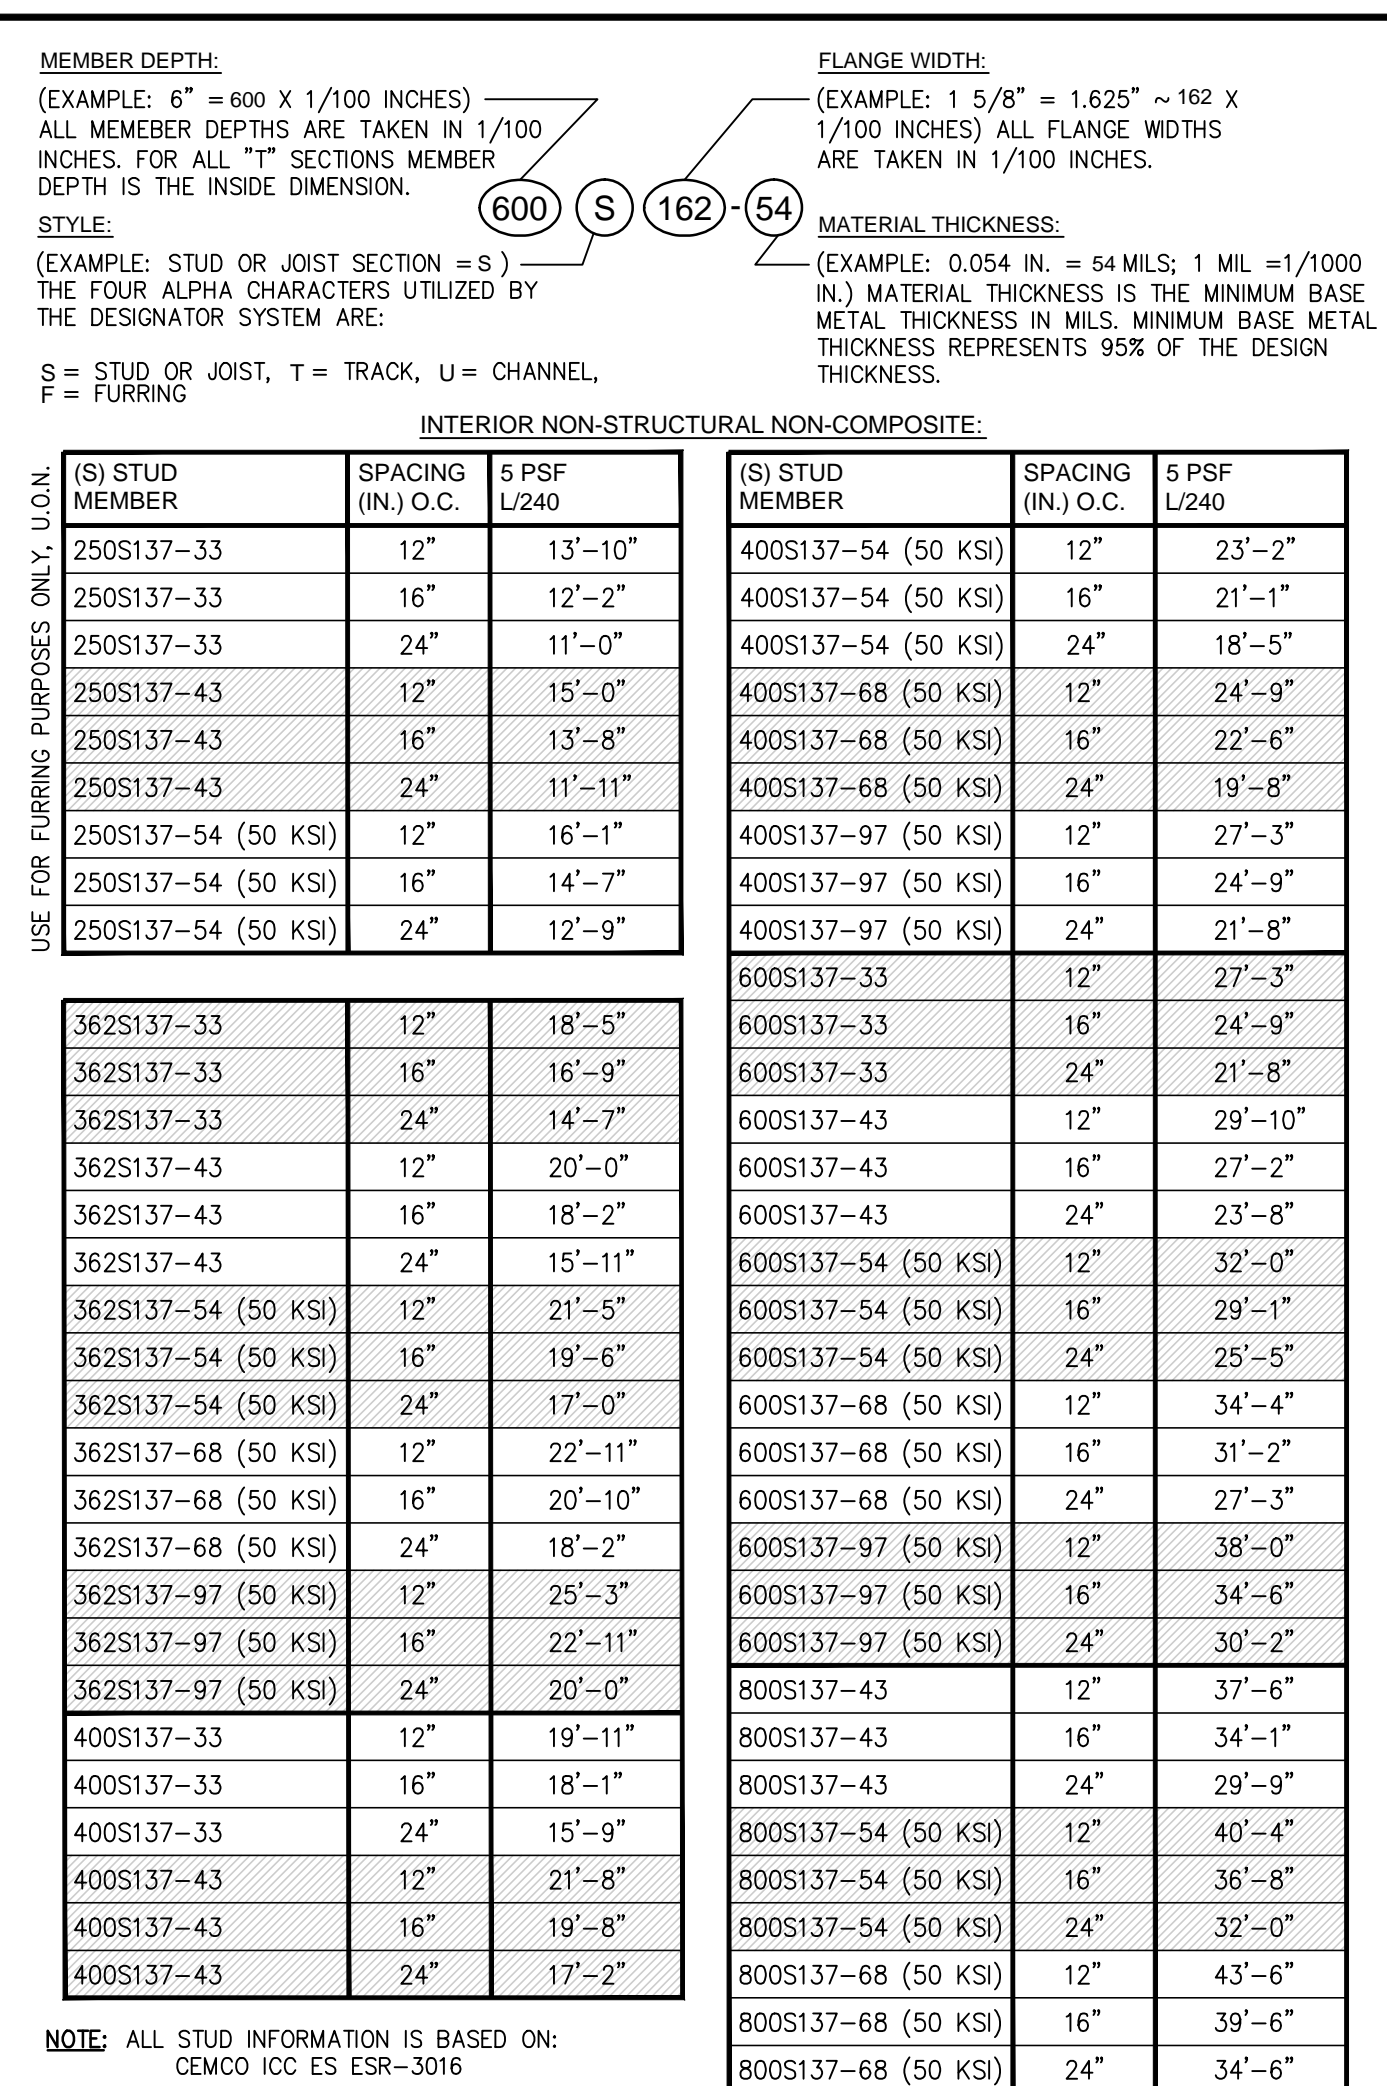 MEMBER DEPTH:
(EXAMPLE: 6" = 600 X 1/100 INCHES)
ALL MEMEBER DEPTHS ARE TAKEN IN 1/100
INCHES. FOR ALL "T" SECTIONS MEMBER
DEPTH IS THE INSIDE DIMENSION.
STYLE:
(EXAMPLE: STUD OR JOIST SECTION = S )
THE FOUR ALPHA CHARACTERS UTILIZED BY
THE DESIGNATOR SYSTEM ARE:
S = STUD OR JOIST, T = TRACK, U = CHANNEL,
F = FURRING
600 S 162 - 54
FLANGE WIDTH:
(EXAMPLE: 1 5/8" = 1.625" ~ 162 X
1/100 INCHES) ALL FLANGE WIDTHS
ARE TAKEN IN 1/100 INCHES.
MATERIAL THICKNESS:
(EXAMPLE: 0.054 IN. = 54 MILS; 1 MIL =1/1000
IN.) MATERIAL THICKNESS IS THE MINIMUM BASE
METAL THICKNESS IN MILS. MINIMUM BASE METAL
THICKNESS REPRESENTS 95% OF THE DESIGN
THICKNESS.
INTERIOR NON-STRUCTURAL NON-COMPOSITE:
USE FOR FURRING PURPOSES ONLY, U.O.N.
(S) STUD MEMBER SPACING (IN.) O.C. 5 PSF L/240
250S137-33 12" 13'-10"
250S137-33 16" 12'-2"
250S137-33 24" 11'-0"
250S137-43 12" 15'-0"
250S137-43 16" 13'-8"
250S137-43 24" 11'-11"
250S137-54 (50 KSI) 12" 16'-1"
250S137-54 (50 KSI) 16" 14'-7"
250S137-54 (50 KSI) 24" 12'-9"
362S137-33 12" 18'-5"
362S137-33 16" 16'-9"
362S137-33 24" 14'-7"
362S137-43 12" 20'-0"
362S137-43 16" 18'-2"
362S137-43 24" 15'-11"
362S137-54 (50 KSI) 12" 21'-5"
362S137-54 (50 KSI) 16" 19'-6"
362S137-54 (50 KSI) 24" 17'-0"
362S137-68 (50 KSI) 12" 22'-11"
362S137-68 (50 KSI) 16" 20'-10"
362S137-68 (50 KSI) 24" 18'-2"
362S137-97 (50 KSI) 12" 25'-3"
362S137-97 (50 KSI) 16" 22'-11"
362S137-97 (50 KSI) 24" 20'-0"
400S137-33 12" 19'-11"
400S137-33 16" 18'-1"
400S137-33 24" 15'-9"
400S137-43 12" 21'-8"
400S137-43 16" 19'-8"
400S137-43 24" 17'-2"
NOTE: ALL STUD INFORMATION IS BASED ON:
CEMCO ICC ES ESR-3016
(S) STUD MEMBER SPACING (IN.) O.C. 5 PSF L/240
400S137-54 (50 KSI) 12" 23'-2"
400S137-54 (50 KSI) 16" 21'-1"
400S137-54 (50 KSI) 24" 18'-5"
400S137-68 (50 KSI) 12" 24'-9"
400S137-68 (50 KSI) 16" 22'-6"
400S137-68 (50 KSI) 24" 19'-8"
400S137-97 (50 KSI) 12" 27'-3"
400S137-97 (50 KSI) 16" 24'-9"
400S137-97 (50 KSI) 24" 21'-8"
600S137-33 12" 27'-3"
600S137-33 16" 24'-9"
600S137-33 24" 21'-8"
600S137-43 12" 29'-10"
600S137-43 16" 27'-2"
600S137-43 24" 23'-8"
600S137-54 (50 KSI) 12" 32'-0"
600S137-54 (50 KSI) 16" 29'-1"
600S137-54 (50 KSI) 24" 25'-5"
600S137-68 (50 KSI) 12" 34'-4"
600S137-68 (50 KSI) 16" 31'-2"
600S137-68 (50 KSI) 24" 27'-3"
600S137-97 (50 KSI) 12" 38'-0"
600S137-97 (50 KSI) 16" 34'-6"
600S137-97 (50 KSI) 24" 30'-2"
800S137-43 12" 37'-6"
800S137-43 16" 34'-1"
800S137-43 24" 29'-9"
800S137-54 (50 KSI) 12" 40'-4"
800S137-54 (50 KSI) 16" 36'-8"
800S137-54 (50 KSI) 24" 32'-0"
800S137-68 (50 KSI) 12" 43'-6"
800S137-68 (50 KSI) 16" 39'-6"
800S137-68 (50 KSI) 24" 34'-6"